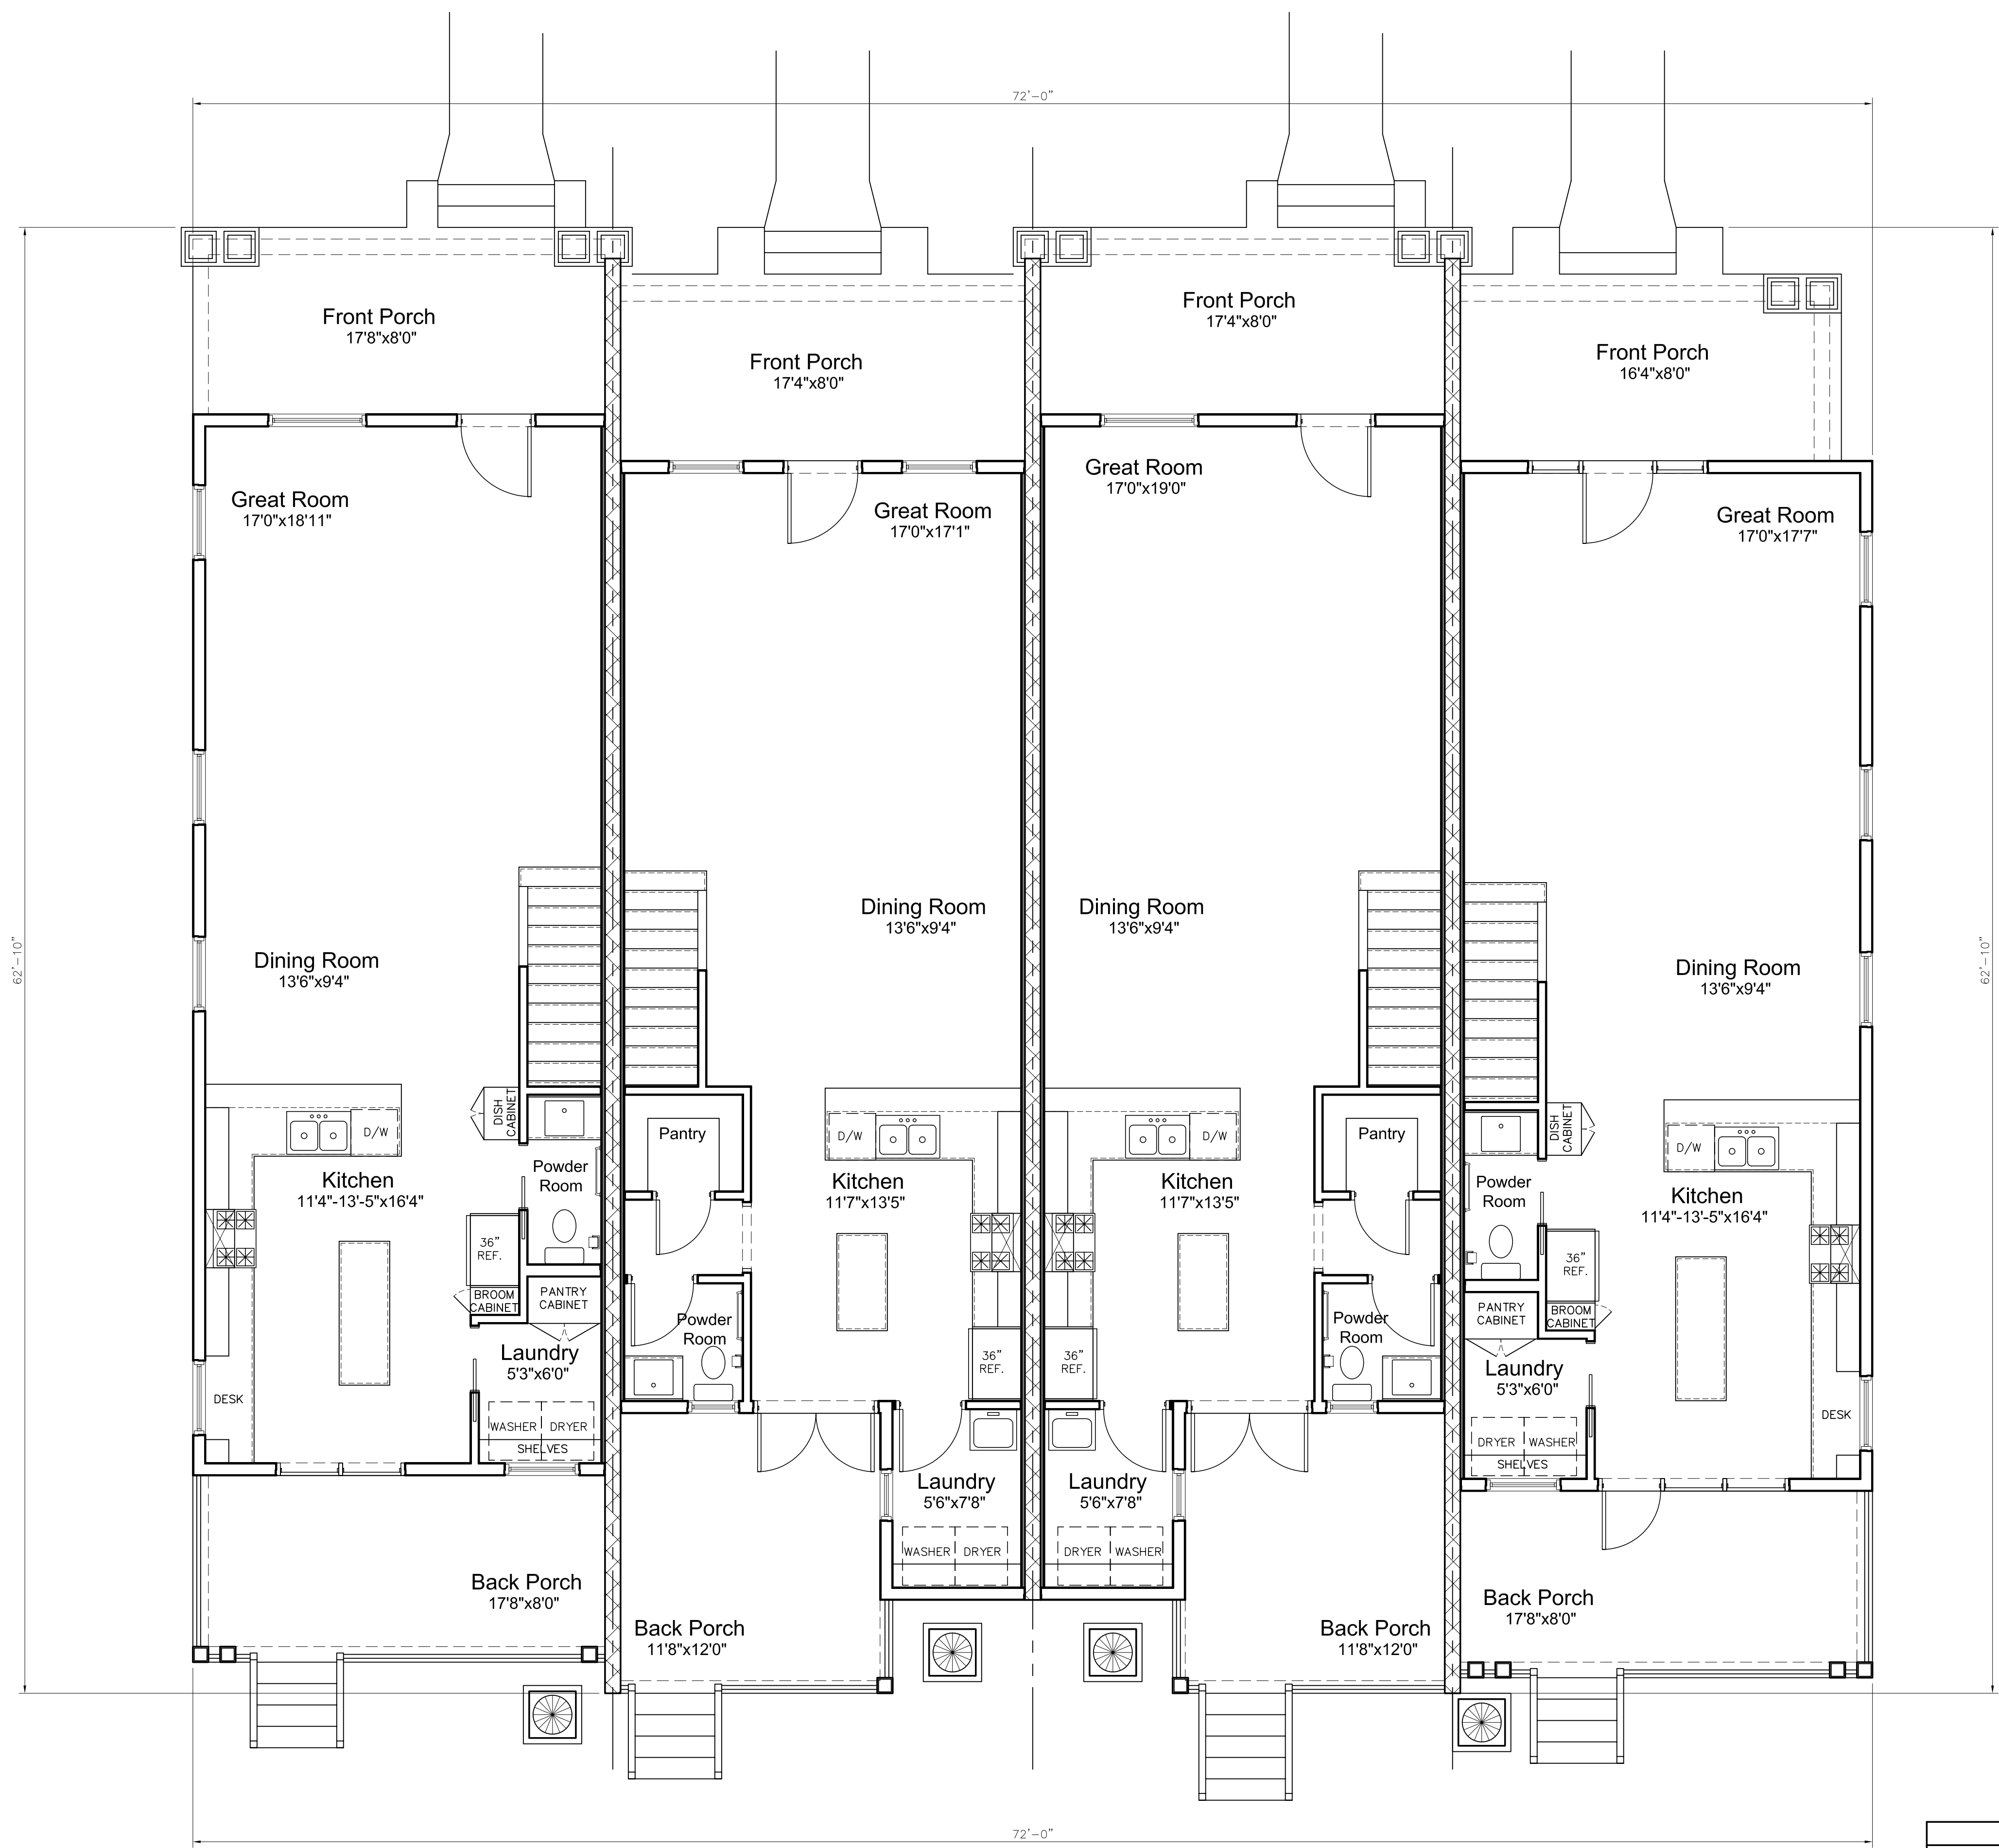 72'-0"
Front Porch
17'8"x8'0"
Front Porch
17'4"x8'0"
Front Porch
17'4"x8'0"
Front Porch
16'4"x8'0"
Great Room
17'0"x18'11"
Great Room
17'0"x17'1"
Great Room
17'0"x19'0"
Great Room
17'0"x17'7"
62'-10"
62'-10"
Dining Room
13'6"x9'4"
Dining Room
13'6"x9'4"
Dining Room
13'6"x9'4"
Dining Room
13'6"x9'4"
D/W
DISH
CABINET
Kitchen
11'4"-13'-5"x16'4"
Powder
Room
36"
REF.
BROOM
CABINET
PANTRY
CABINET
Laundry
5'3"x6'0"
DESK
WASHER
DRYER
SHELVES
Back Porch
17'8"x8'0"
Pantry
D/W
Kitchen
11'7"x13'5"
Powder
Room
36"
REF.
Laundry
5'6"x7'8"
WASHER
DRYER
Back Porch
11'8"x12'0"
D/W
Pantry
Kitchen
11'7"x13'5"
36"
REF.
Powder
Room
Laundry
5'6"x7'8"
DRYER
WASHER
Back Porch
11'8"x12'0"
DISH
CABINET
D/W
Powder
Room
Kitchen
11'4"-13'-5"x16'4"
36"
REF.
PANTRY
CABINET
BROOM
CABINET
Laundry
5'3"x6'0"
DESK
DRYER
WASHER
SHELVES
Back Porch
17'8"x8'0"
72'-0"